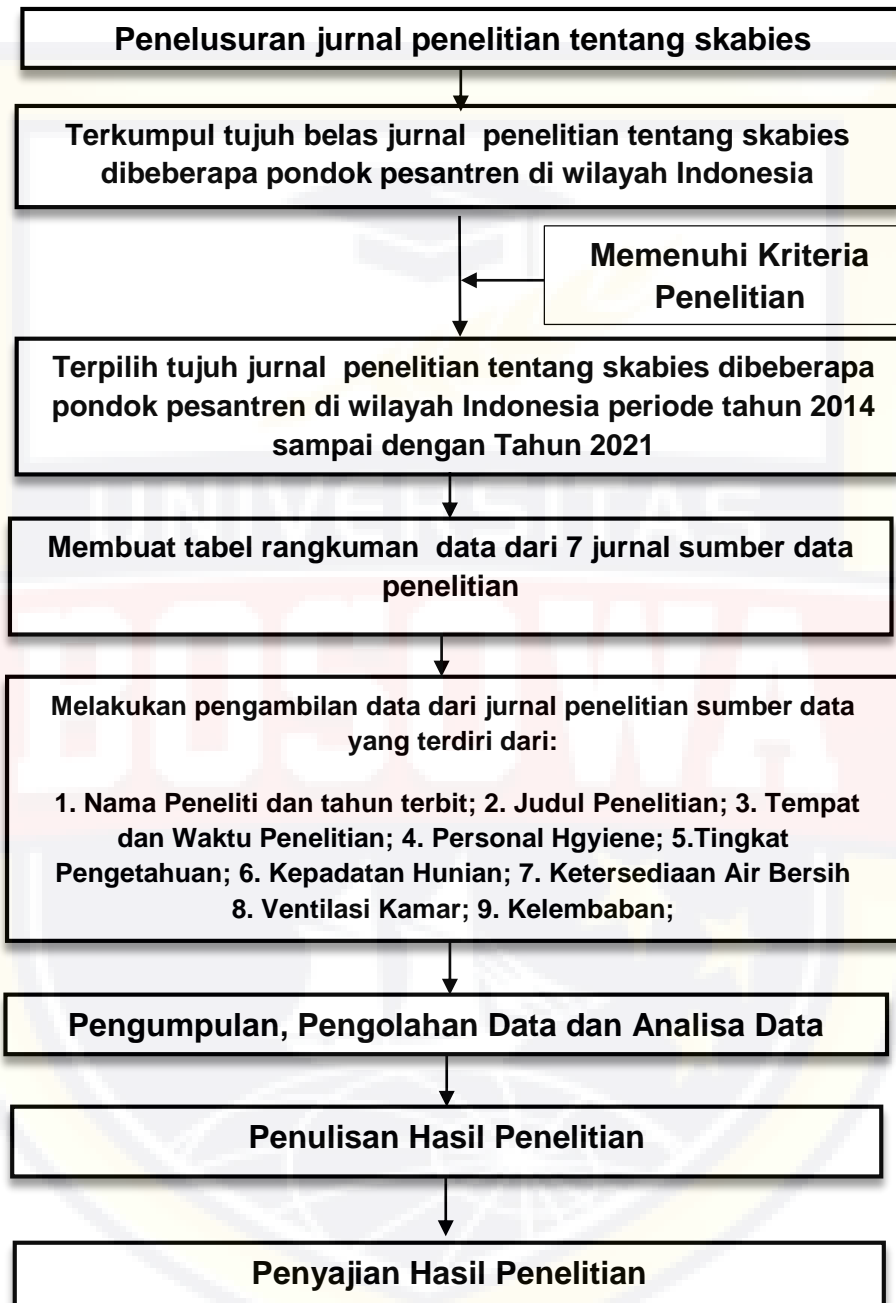 Penelusuran jurnal penelitian tentang skabies
Terkumpul tujuh belas jurnal penelitian tentang skabies
dibeberapa pondok pesantren di wilayah Indonesia
Memenuhi Kriteria
Penelitian
Terpilih tujuh jurnal penelitian tentang skabies dibeberapa
pondok pesantren di wilayah Indonesia periode tahun 2014
sampai dengan Tahun 2021
UNIVERSITAS
Membuat tabel rangkuman data dari 7 jurnal sumber data
penelitian
BOSOWA
Melakukan pengambilan data dari jurnal penelitian sumber data
yang terdiri dari:
1. Nama Peneliti dan tahun terbit; 2. Judul Penelitian; 3. Tempat
dan Waktu Penelitian; 4. Personal Hgyiene; 5.Tingkat
Pengetahuan; 6. Kepadatan Hunian; 7. Ketersediaan Air Bersih
8. Ventilasi Kamar; 9. Kelembaban;
Pengumpulan, Pengolahan Data dan Analisa Data
Penulisan Hasil Penelitian
Penyajian Hasil Penelitian